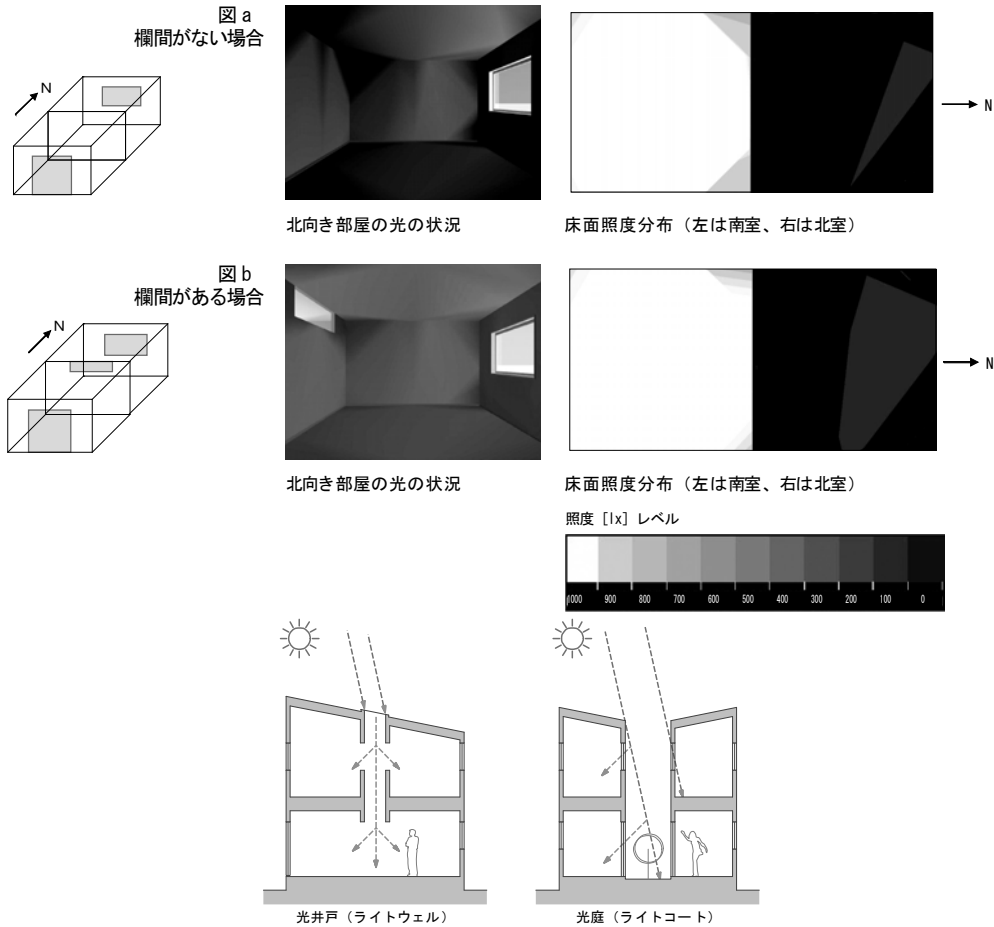 図 a
欄間がない場合
N
北向き部屋の光の状況
床面照度分布（左は南室、右は北室）
N
図 b
欄間がある場合
N
北向き部屋の光の状況
床面照度分布（左は南室、右は北室）
N
照度［lx］レベル
1000 900 800 700 600 500 400 300 200 100 0
光井戸（ライトウェル）
光庭（ライトコート）